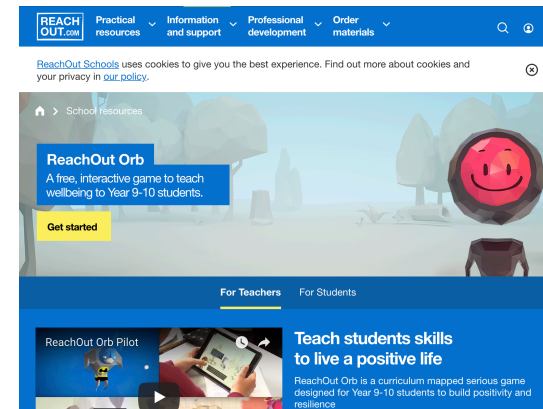 REACH
OUT.COM
Practical
resources
Information
and support
Professional
development
Order
materials
ReachOut Schools uses cookies to give you the best experience. Find out more about cookies and
your privacy in our policy.
School resources
ReachOut Orb
A free, interactive game to teach
wellbeing to Year 9-10 students.
Get started
For Teachers
For Students
ReachOut Orb Pilot
Teach students skills
to live a positive life
ReachOut Orb is a curriculum mapped serious game
designed for Year 9-10 students to build positivity and
resilience